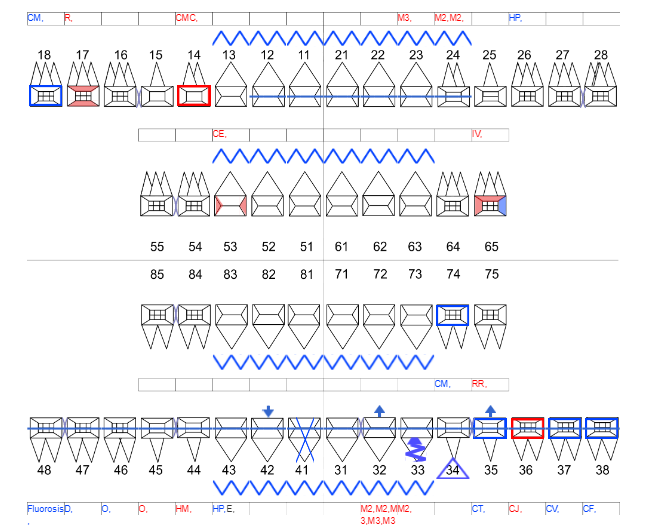 CM, R, CMC, M3, M2,M2, HP,
18 17 16 15 14 13 12 11 21 22 23 24 25 26 27 28
CE, IV,
55 54 53 52 51 61 62 63 64 65
85 84 83 82 81 71 72 73 74 75
CM, RR,
48 47 46 45 44 43 42 41 31 32 33 34 35 36 37 38
FluorosisD, O, O, HM, HP,E, M2,M2,MM2, CT, CJ, CV, CF,
, 3,M3,M3